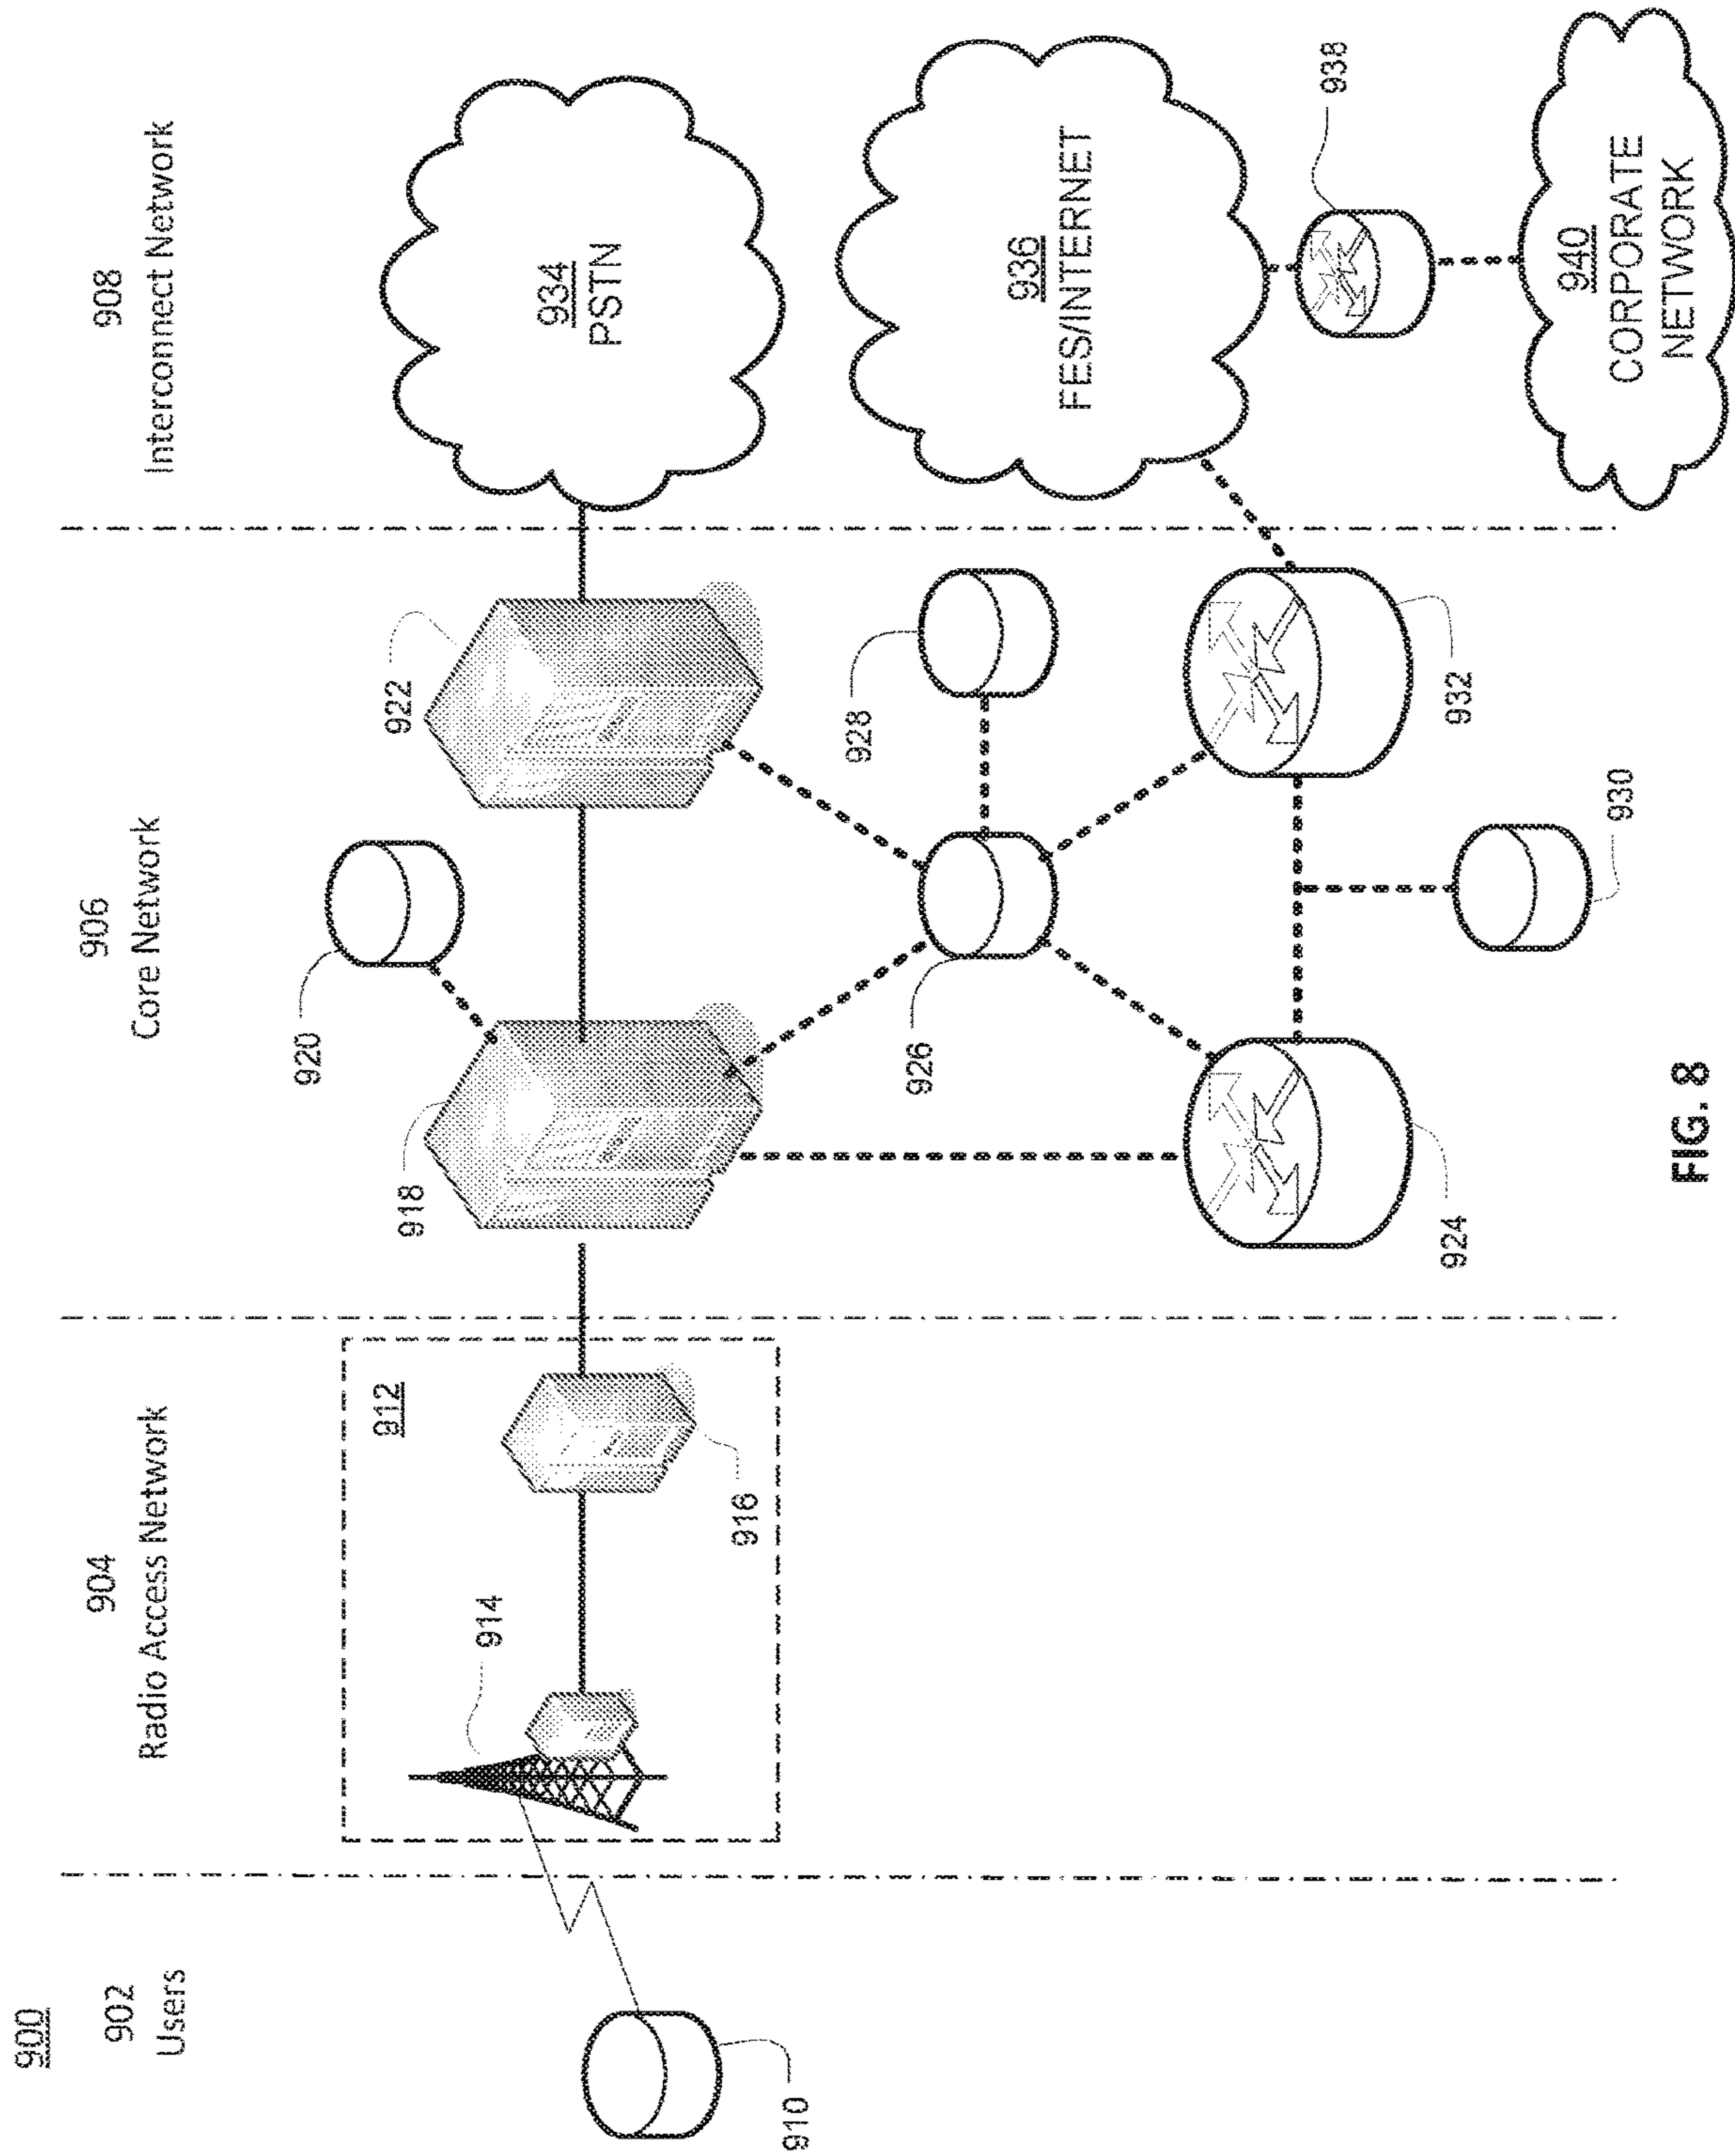 900
902
Users
904
Radio Access Network
906
Core Network
908
Interconnect Network
910
912
914
916
918
920
922
924
926
928
930
932
934
PSTN
936
FES/INTERNET
938
940
CORPORATE
NETWORK
FIG. 8